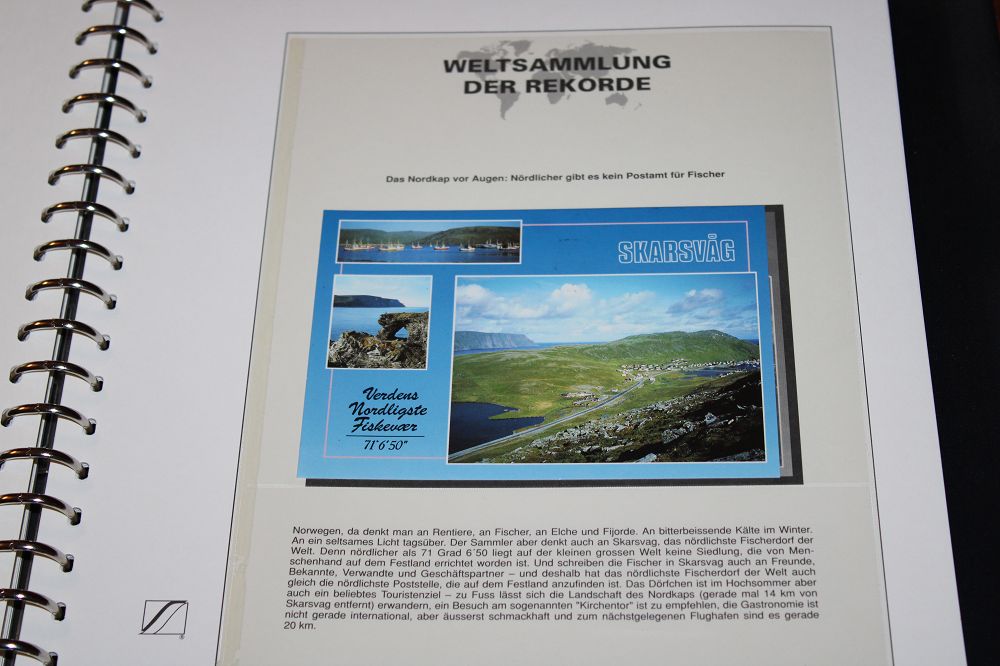 WELTSAMMLUNG
DER REKORDE
Das Nordkap vor Augen: Nördlicher gibt es kein Postamt für Fischer
SKARSVÅG
Verdens
Nordligste
Fiskevær
71°6'50"
Norwegen, da denkt man an Rentiere, an Fischer, an Elche und Fijorde. An bitterbeissende Kälte im Winter.
An ein seltsames Licht tagsüber. Der Sammler aber denkt auch an Skarsvag, das nördlichste Fischerdorf der
Welt. Denn nördlicher als 71 Grad 6´50 liegt auf der kleinen grossen Welt keine Siedlung, die von Men-
schenhand auf dem Festland errichtet worden ist. Und schreiben die Fischer in Skarsvag auch an Freunde,
Bekannte, Verwandte und Geschäftspartner – und deshalb hat das nördlichste Fischerdorf der Welt auch
gleich die nördlichste Poststelle, die auf dem Festland anzufinden ist. Das Dörfchen ist im Hochsommer aber
auch ein beliebtes Touristenziel – zu Fuss lässt sich die Landschaft des Nordkaps (gerade mal 14 km von
Skarsvag entfernt) erwandern, ein Besuch am sogenannten "Kirchentor" ist zu empfehlen, die Gastronomie ist
nicht gerade international, aber äusserst schmackhaft und zum nächstgelegenen Flughafen sind es gerade
20 km.